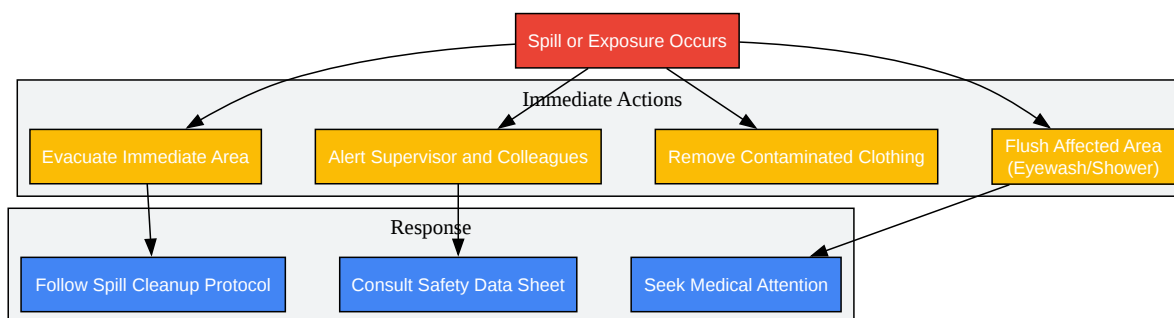 Spill or Exposure Occurs
Immediate Actions
Evacuate Immediate Area
Alert Supervisor and Colleagues
Remove Contaminated Clothing
Flush Affected Area
(Eyewash/Shower)
Response
Follow Spill Cleanup Protocol
Consult Safety Data Sheet
Seek Medical Attention